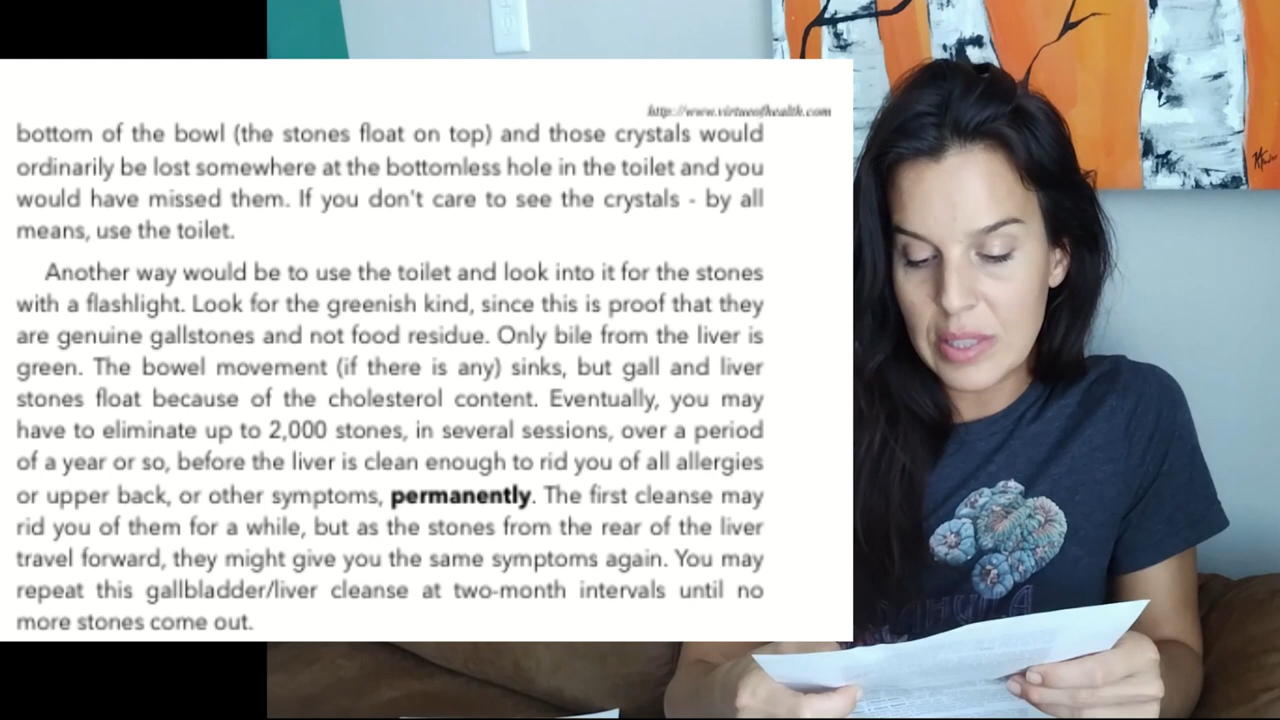 http://www.virtueofhealth.com
bottom of the bowl (the stones float on top) and those crystals would
ordinarily be lost somewhere at the bottomless hole in the toilet and you
would have missed them. If you don't care to see the crystals - by all
means, use the toilet.
Another way would be to use the toilet and look into it for the stones
with a flashlight. Look for the greenish kind, since this is proof that they
are genuine gallstones and not food residue. Only bile from the liver is
green. The bowel movement (if there is any) sinks, but gall and liver
stones float because of the cholesterol content. Eventually, you may
have to eliminate up to 2,000 stones, in several sessions, over a period
of a year or so, before the liver is clean enough to rid you of all allergies
or upper back, or other symptoms, permanently. The first cleanse may
rid you of them for a while, but as the stones from the rear of the liver
travel forward, they might give you the same symptoms again. You may
repeat this gallbladder/liver cleanse at two-month intervals until no
more stones come out.